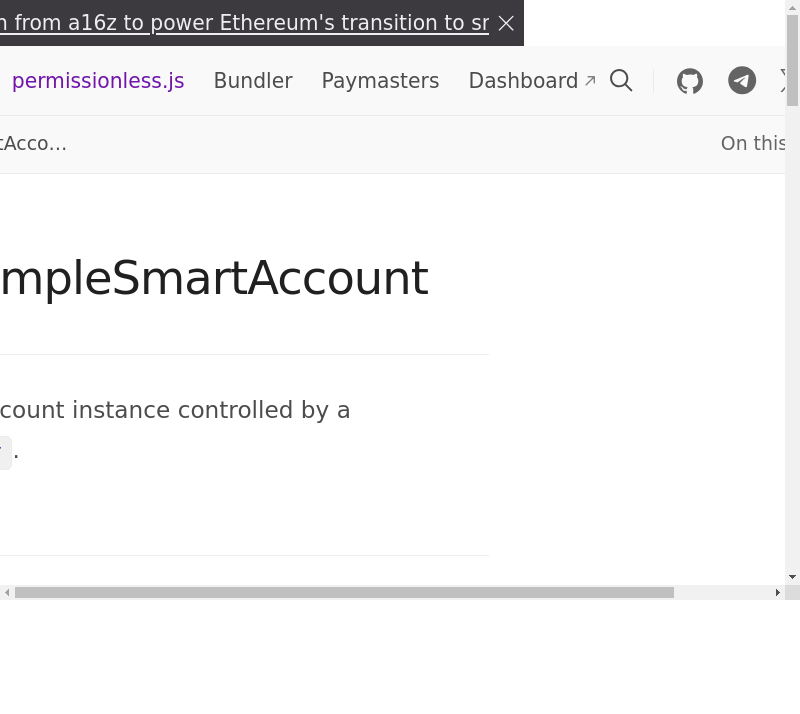 from a16z to power Ethereum's transition to
permissionless.js Bundler Paymasters Dashboard
tAcco…
On this
mpleSmartAccount
count instance controlled by a
.